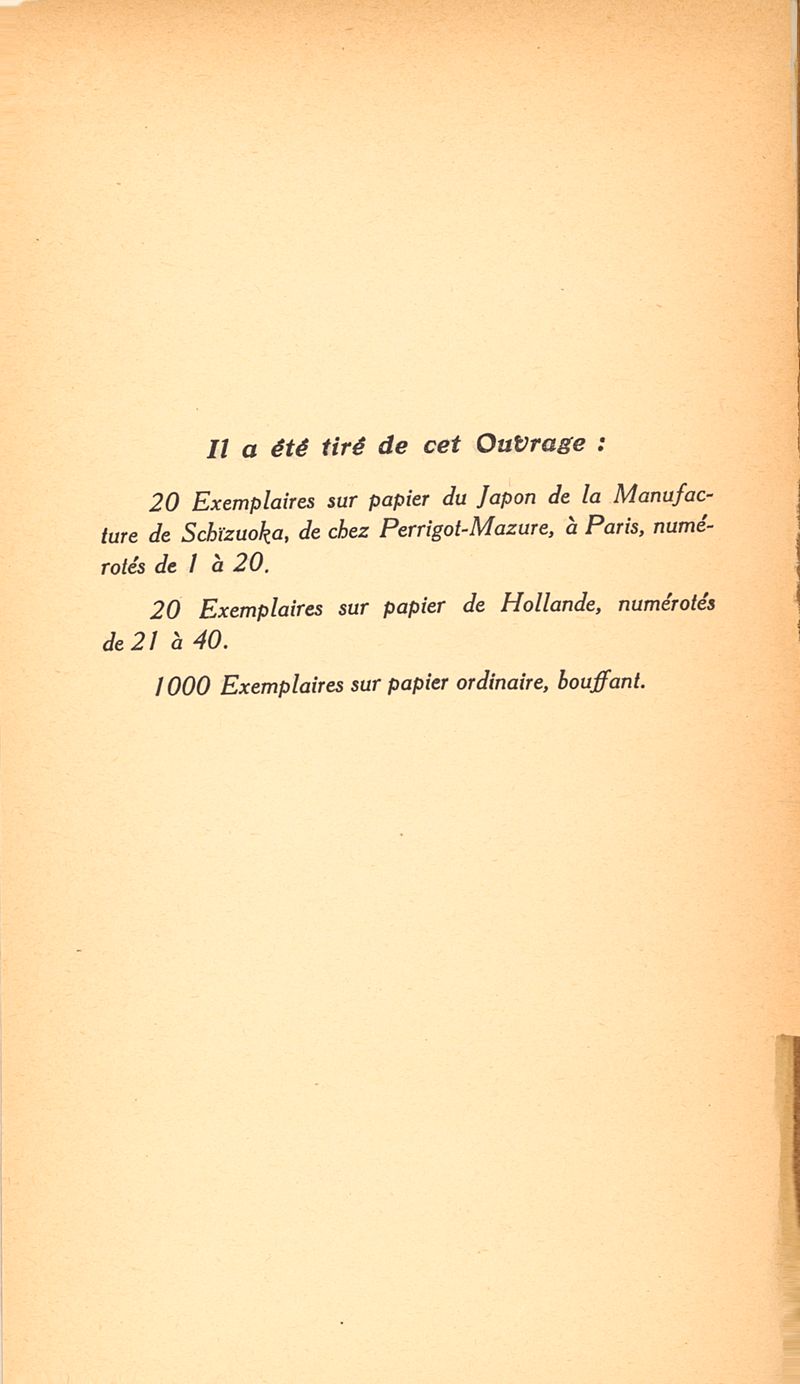 Il a été tiré de cet Ouvrage :
20 Exemplaires sur papier du Japon de la Manufac-
ture de Schïzuoka, de chez Perrigot-Mazure, à Paris, numé-
rotés de 1 à 20.
20 Exemplaires sur papier de Hollande, numérotés
de 21 à 40.
1000 Exemplaires sur papier ordinaire, bouffant.